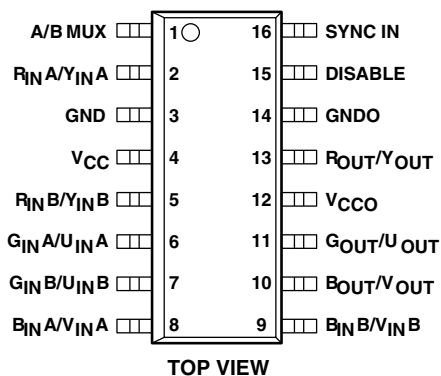 A/B MUX 1 16 SYNC IN
RIN A/YIN A 2 15 DISABLE
GND 3 14 GNDO
VCC 4 13 ROUT/YOUT
RIN B/YIN B 5 12 VCCO
GIN A/UIN A 6 11 GOUT/UOUT
GIN B/UIN B 7 10 BOUT/VOUT
BIN A/VIN A 8 9 BIN B/VIN B
TOP VIEW